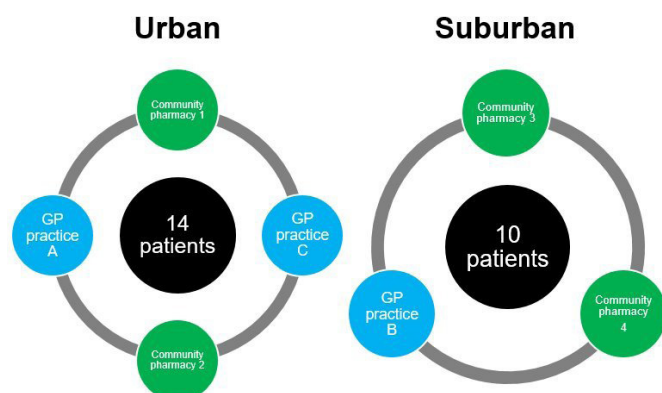 Urban
Community
pharmacy 1
GP
practice
A
14
patients
GP
practice
C
Community
pharmacy 2
Suburban
Community
pharmacy 3
10
patients
GP
practice
B
Community
pharmacy
4